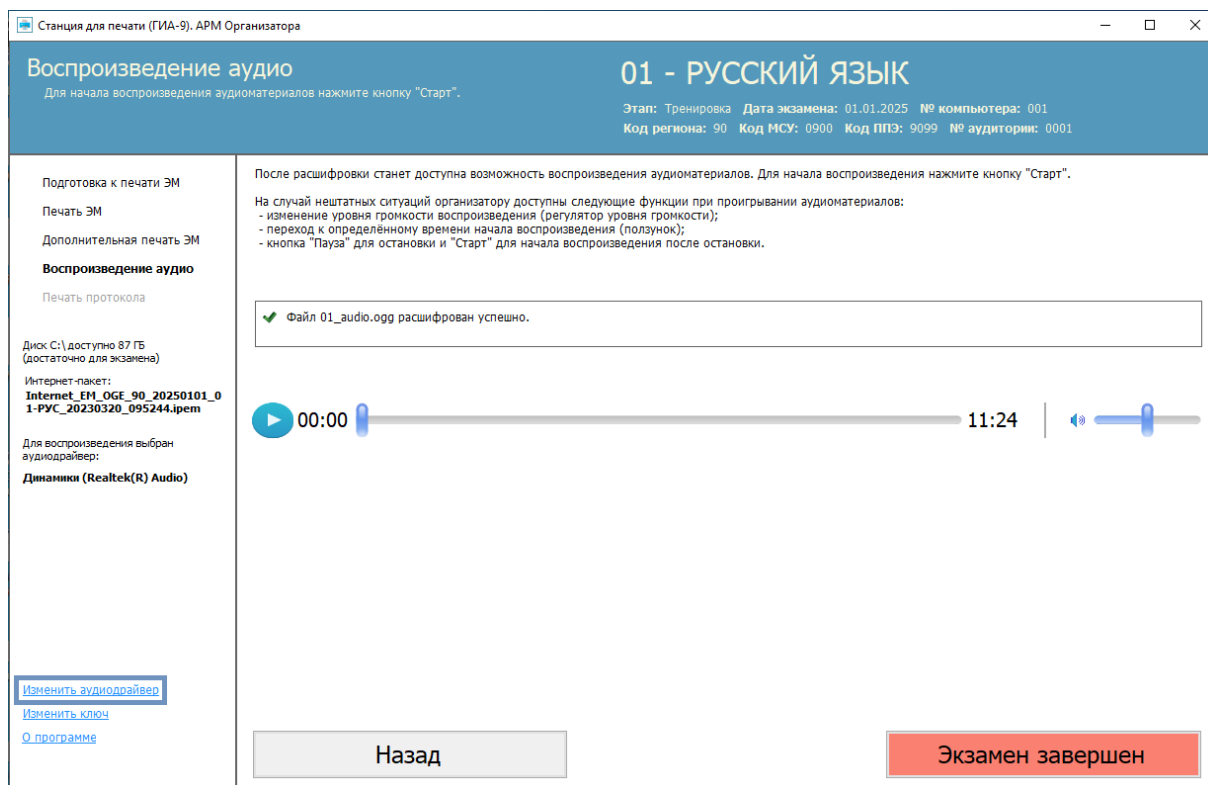 Станция для печати (ГИА-9). АРМ Организатора
Воспроизведение аудио
Для начала воспроизведения аудиоматериалов нажмите кнопку "Старт".
01 - РУССКИЙ ЯЗЫК
Этап: Тренировка Дата экзамена: 01.01.2025 № компьютера: 001
Код региона: 90 Код МСУ: 0900 Код ППЭ: 9099 № аудитории: 0001
Подготовка к печати ЭМ
Печать ЭМ
Дополнительная печать ЭМ
Воспроизведение аудио
Печать протокола
Диск C:\ доступно 87 ГБ
(достаточно для экзамена)
Интернет-пакет:
Internet_EM_OGE_90_20250101_0
1-РУС_20230320_095244.ipem
Для воспроизведения выбран
аудиодрайвер:
Динамики (Realtek(R) Audio)
Изменить аудиодрайвер
Изменить ключ
О программе
После расшифровки станет доступна возможность воспроизведения аудиоматериалов. Для начала воспроизведения нажмите кнопку "Старт".
На случай нештатных ситуаций организатору доступны следующие функции при проигрывании аудиоматериалов:
- изменение уровня громкости воспроизведения (регулятор уровня громкости);
- переход к определённому времени начала воспроизведения (ползунок);
- кнопка "Пауза" для остановки и "Старт" для начала воспроизведения после остановки.
Файл 01_audio.ogg расшифрован успешно.
00:00
11:24
Назад
Экзамен завершен